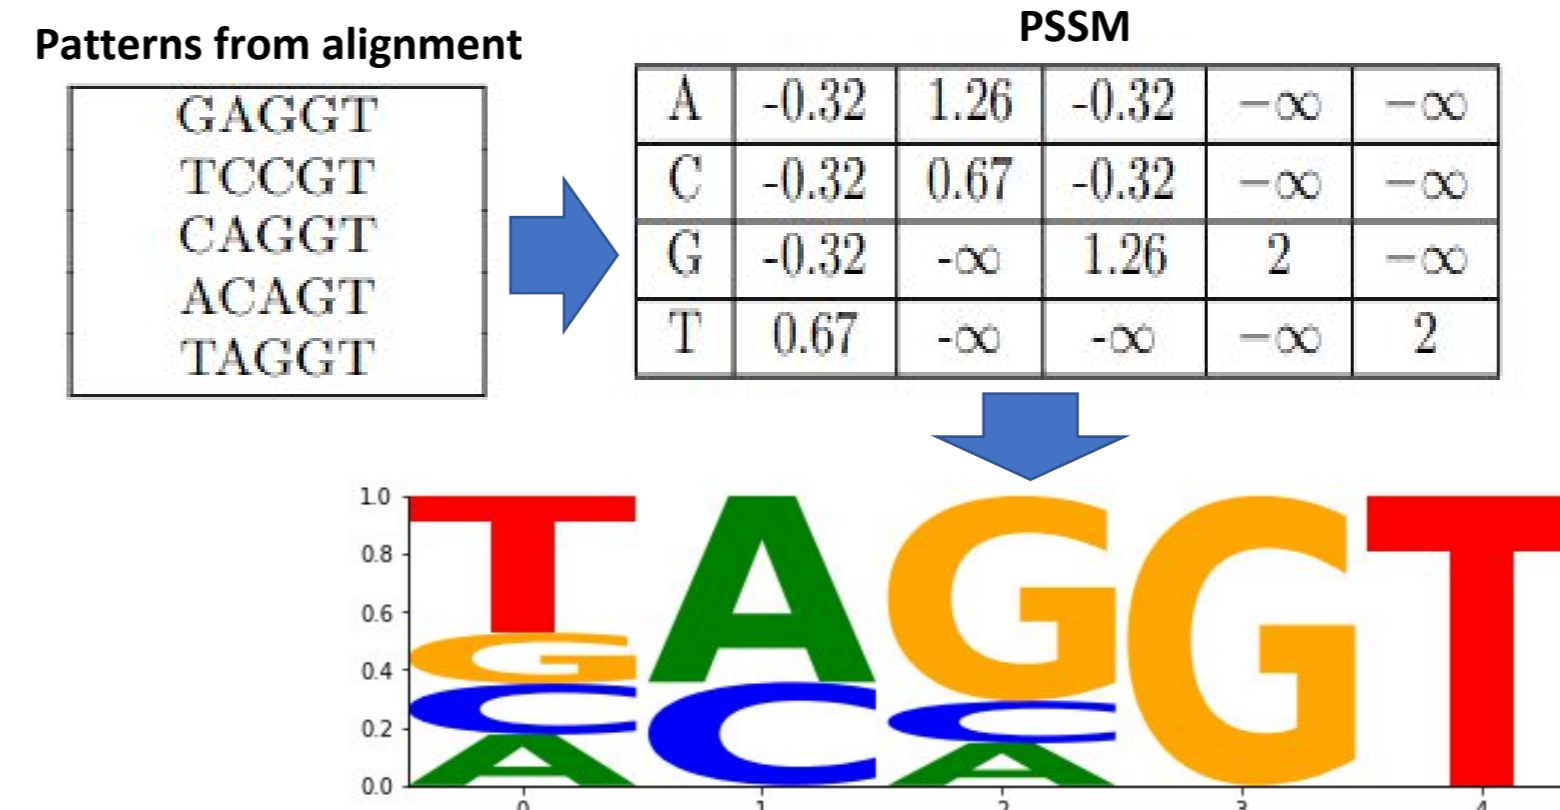 Patterns from alignment
GAGGT
TCCGT
CAGGT
ACAGT
TAGGT
PSSM
A -0.32 1.26 -0.32 −∞ −∞
C -0.32 0.67 -0.32 −∞ −∞
G -0.32 -∞ 1.26 2 −∞
T 0.67 -∞ -∞ −∞ 2
1.0
0.8
0.6
0.4
0.2
0.0
T A G G T
G C C
C A
A
0 1 2 3 4